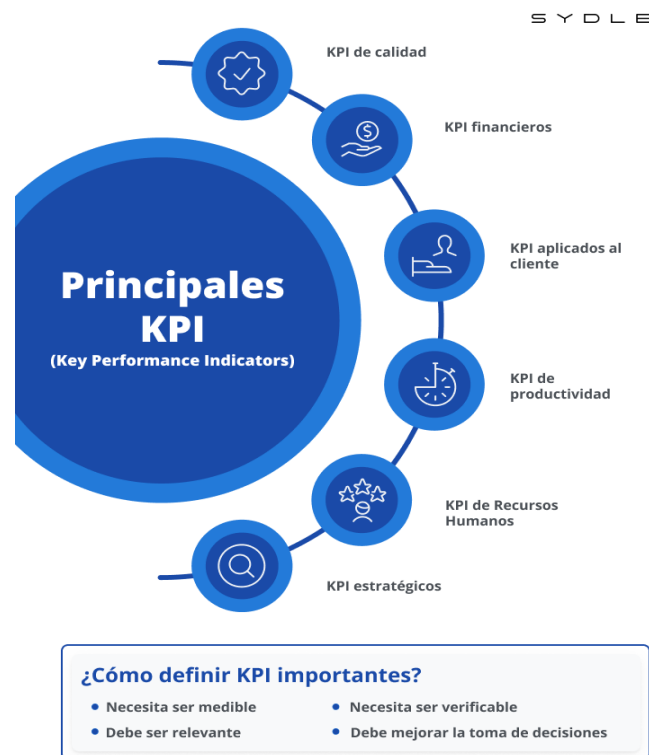 SYDLE
KPI de calidad
KPI financieros
KPI aplicados al
cliente
Principales
KPI
(Key Performance Indicators)
KPI de
productividad
KPI de Recursos
Humanos
KPI estratégicos
¿Cómo definir KPI importantes?
Necesita ser medible
Necesita ser verificable
Debe ser relevante
Debe mejorar la toma de decisiones